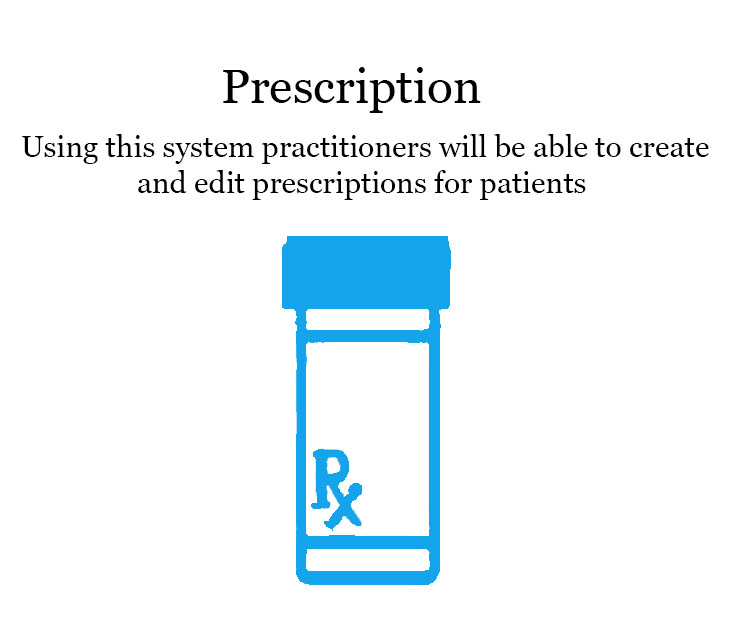 Prescription
Using this system practitioners will be able to create
and edit prescriptions for patients
Rx